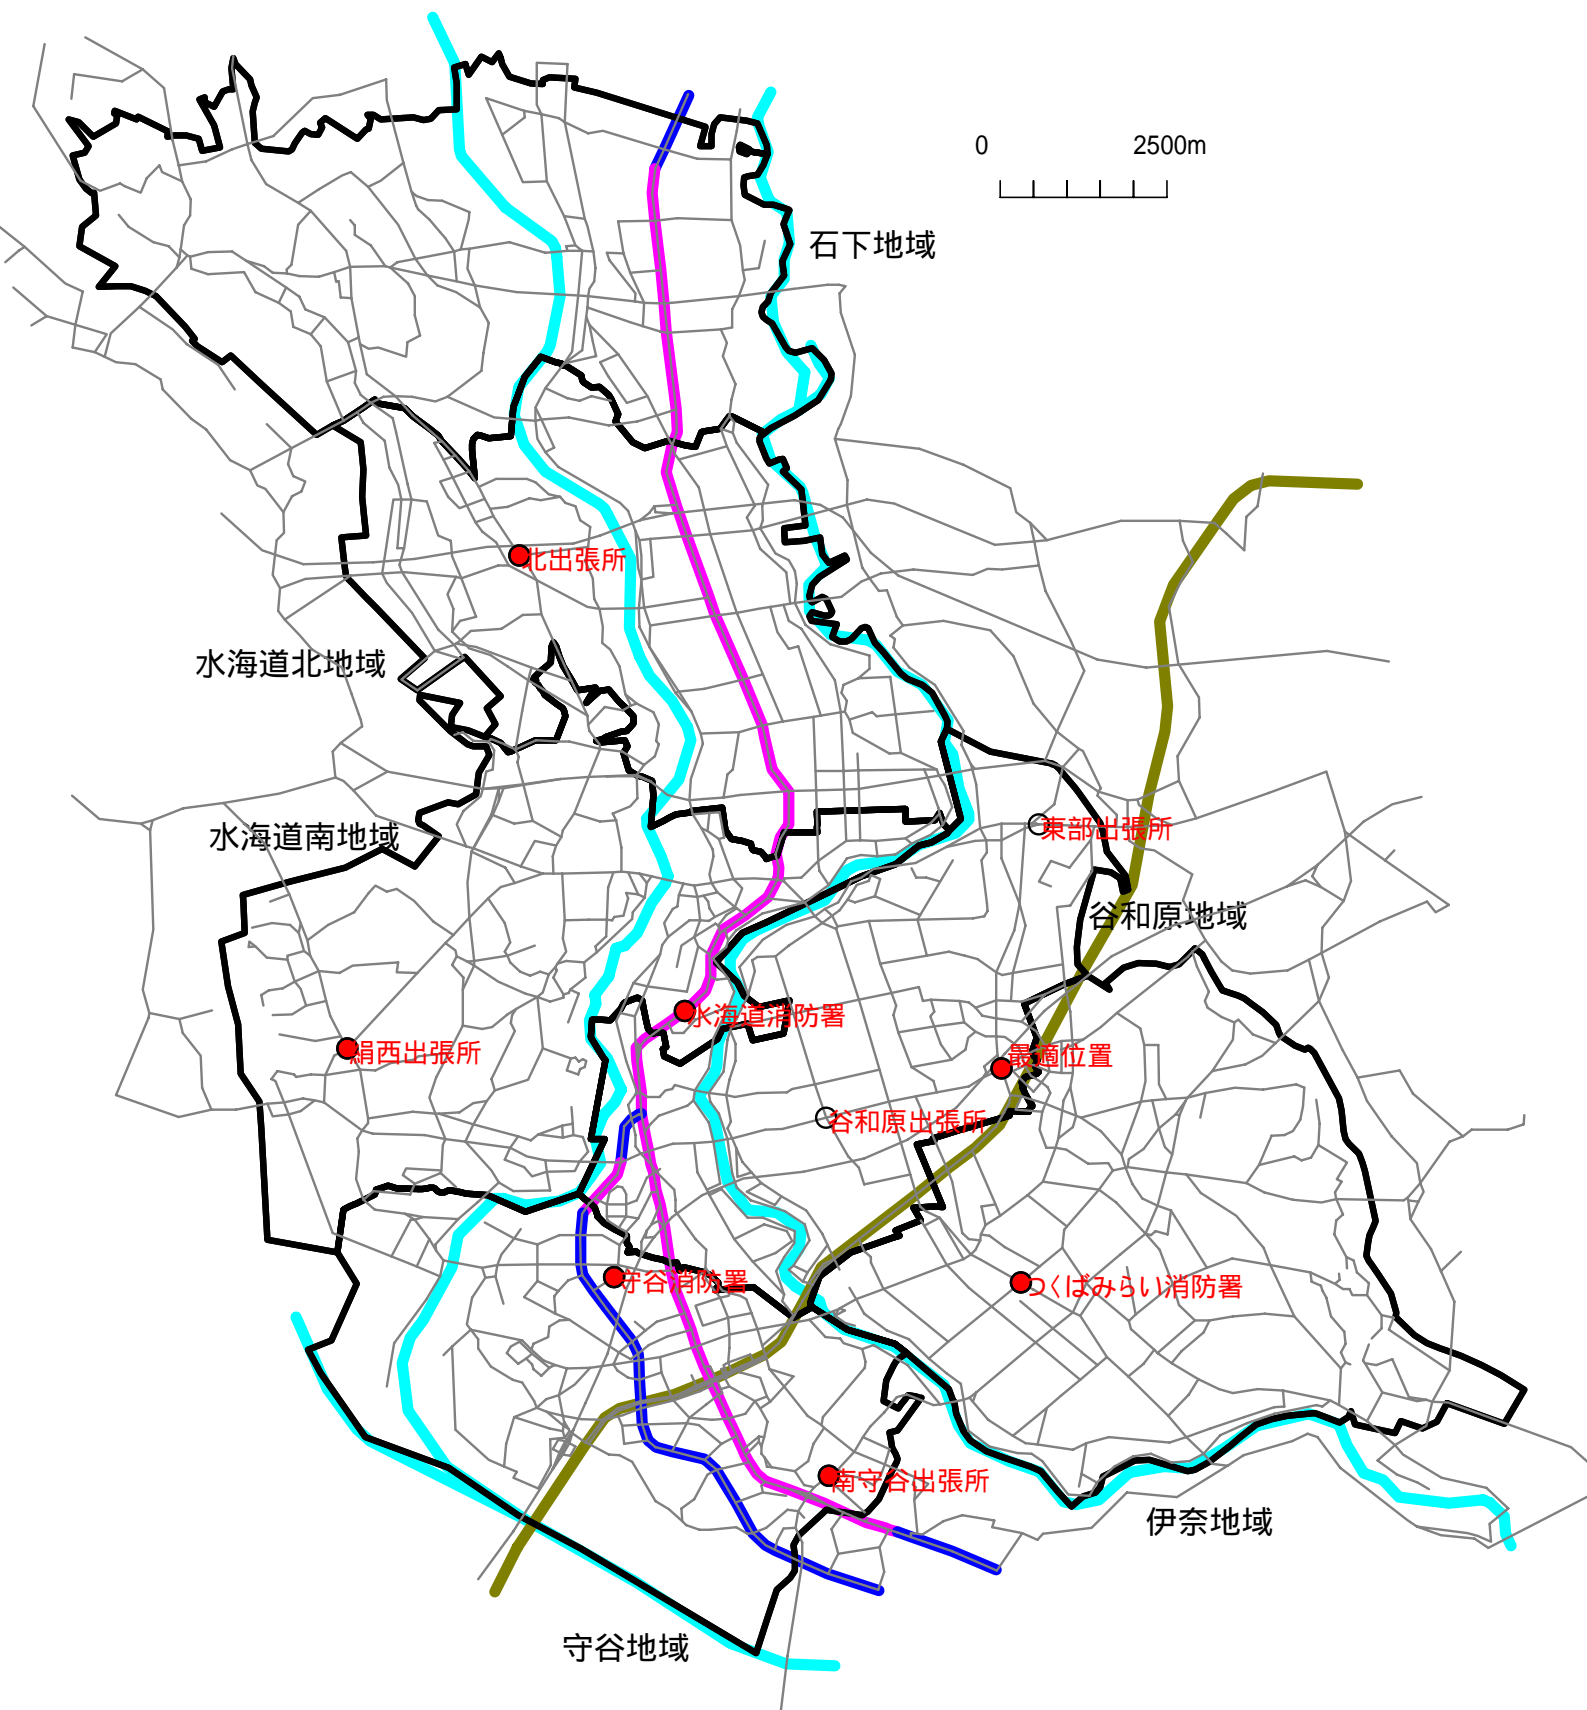 0 2500m
石下地域
北出張所
水海道北地域
水海道南地域
東部出張所
谷和原地域
水海道消防署
絹西出張所
最適位置
谷和原出張所
守谷消防署
つくばみらい消防署
南守谷出張所
伊奈地域
守谷地域